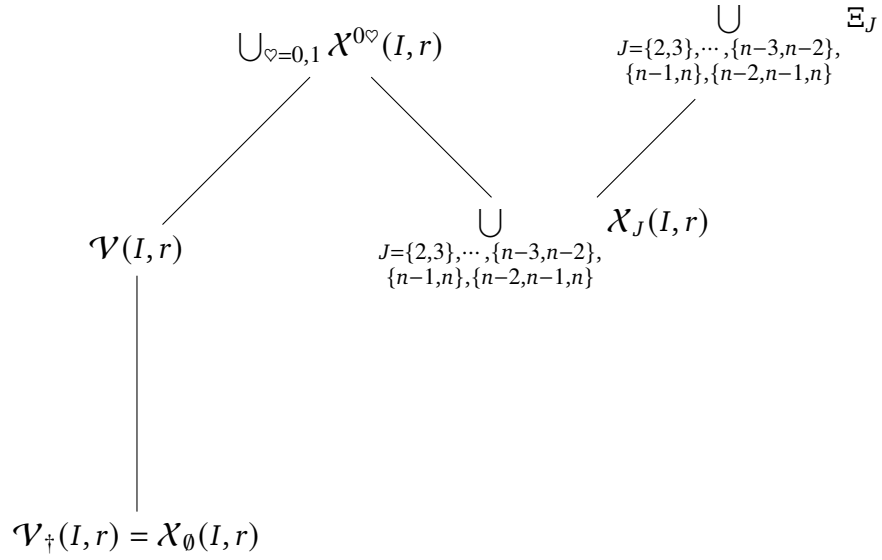 ⋃ Ξ_J
J={2,3},⋯,{n−3,n−2},
{n−1,n},{n−2,n−1,n}
⋃_{♡=0,1} 𝒳^{0♡}(I,r)
⋃ 𝒳_J(I,r)
J={2,3},⋯,{n−3,n−2},
{n−1,n},{n−2,n−1,n}
𝒱(I,r)
𝒱_†(I,r) = 𝒳_∅(I,r)